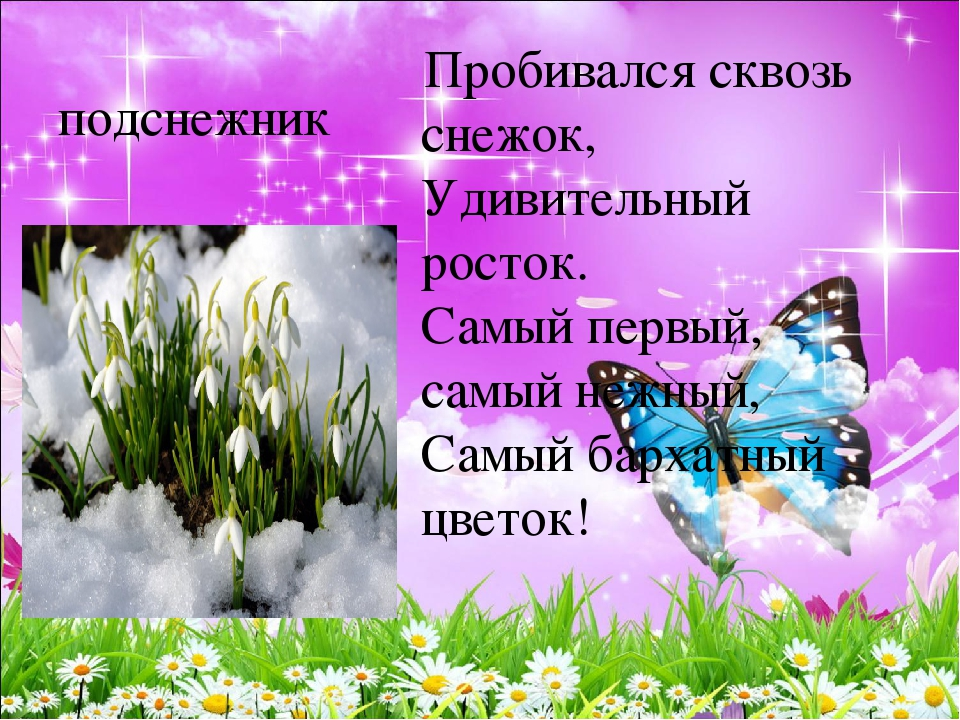 подснежник
Пробивался сквозь
снежок,
Удивительный
росток.
Самый первый,
самый нежный,
Самый бархатный
цветок!